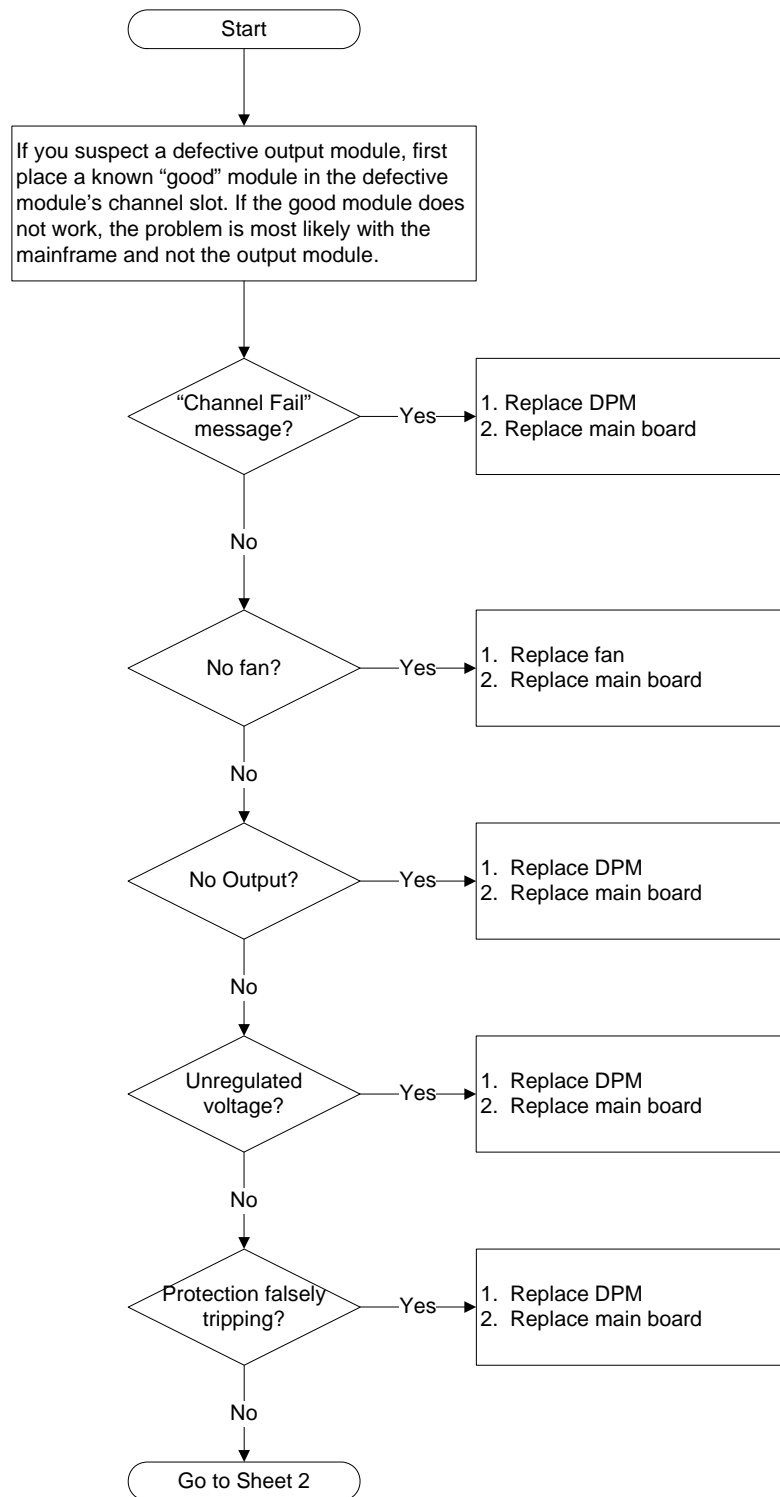 Start
If you suspect a defective output module, first
place a known “good” module in the defective
module’s channel slot. If the good module does
not work, the problem is most likely with the
mainframe and not the output module.
“Channel Fail”
message?
Yes
1. Replace DPM
2. Replace main board
No
No fan?
Yes
1. Replace fan
2. Replace main board
No
No Output?
Yes
1. Replace DPM
2. Replace main board
No
Unregulated
voltage?
Yes
1. Replace DPM
2. Replace main board
No
Protection falsely
tripping?
Yes
1. Replace DPM
2. Replace main board
No
Go to Sheet 2